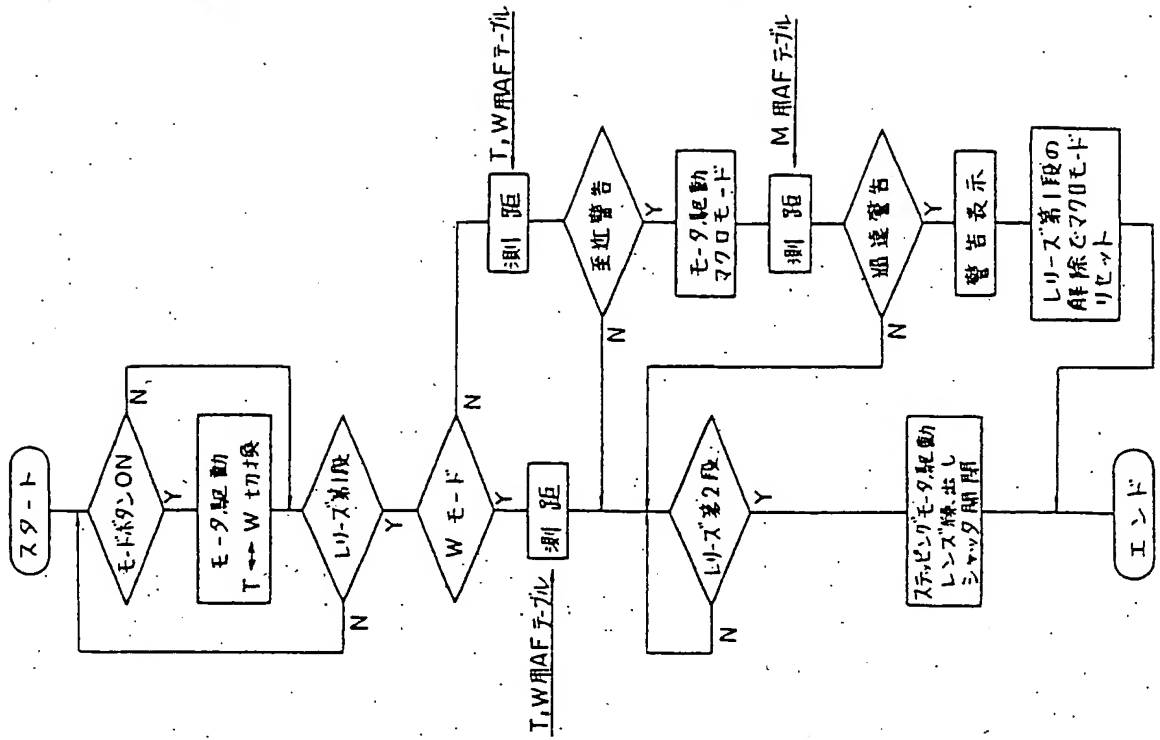 スタート
モードボタンON
Y
N
モータ駆動
T↔W切換
レリーズ第1段
Y
N
Wモード
Y
N
測距
T,W用AFテーブル
レリーズ第2段
Y
N
ステッピングモータ駆動
レンズ繰出し
シャッタ開閉
エンド
測距
T,W用AFテーブル
至近警告
Y
N
モータ駆動
マクロモード
測距
M用AFテーブル
過遠警告
Y
N
警告表示
レリーズ第1段の
解除でマクロモード
リセット